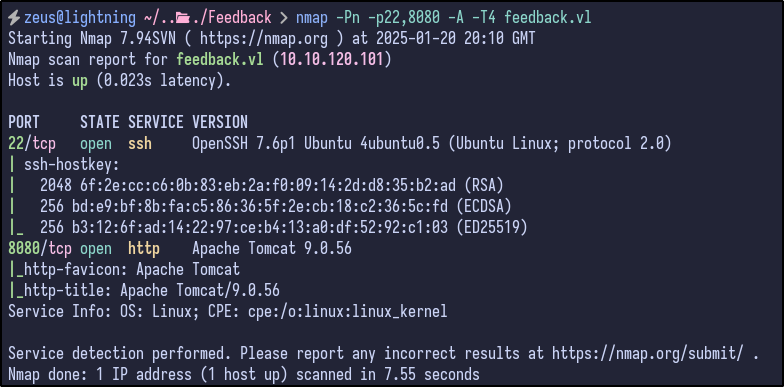 zeus@lightning ~/../Feedback > nmap -Pn -p22,8080 -A -T4 feedback.vl
Starting Nmap 7.94SVN ( https://nmap.org ) at 2025-01-20 20:10 GMT
Nmap scan report for feedback.vl (10.10.120.101)
Host is up (0.023s latency).
PORT     STATE SERVICE VERSION
22/tcp   open  ssh     OpenSSH 7.6p1 Ubuntu 4ubuntu0.5 (Ubuntu Linux; protocol 2.0)
| ssh-hostkey:
|   2048 6f:2e:cc:c6:0b:83:eb:2a:f0:09:14:2d:d8:35:b2:ad (RSA)
|   256 bd:e9:bf:8b:fa:c5:86:36:5f:2e:cb:18:c2:36:5c:fd (ECDSA)
|_  256 b3:12:6f:ad:14:22:97:ce:b4:13:a0:df:52:92:c1:03 (ED25519)
8080/tcp open  http    Apache Tomcat 9.0.56
|_http-favicon: Apache Tomcat
|_http-title: Apache Tomcat/9.0.56
Service Info: OS: Linux; CPE: cpe:/o:linux:linux_kernel
Service detection performed. Please report any incorrect results at https://nmap.org/submit/ .
Nmap done: 1 IP address (1 host up) scanned in 7.55 seconds